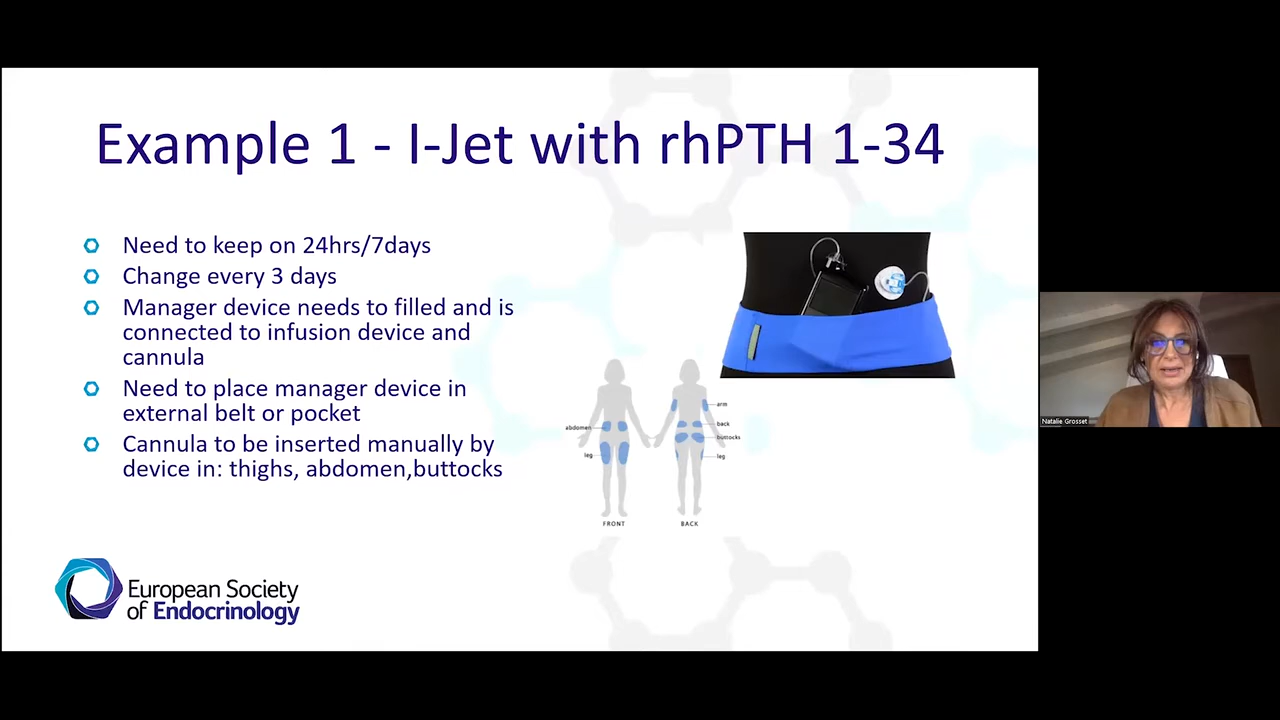 Example 1 - I-Jet with rhPTH 1-34
Need to keep on 24hrs/7days
Change every 3 days
Manager device needs to filled and is
connected to infusion device and
cannula
Need to place manager device in
external belt or pocket
Cannula to be inserted manually by
device in: thighs, abdomen,buttocks
abdomen
leg
arm
back
buttocks
leg
FRONT
BACK
European Society
of Endocrinology
Natalie Grosset